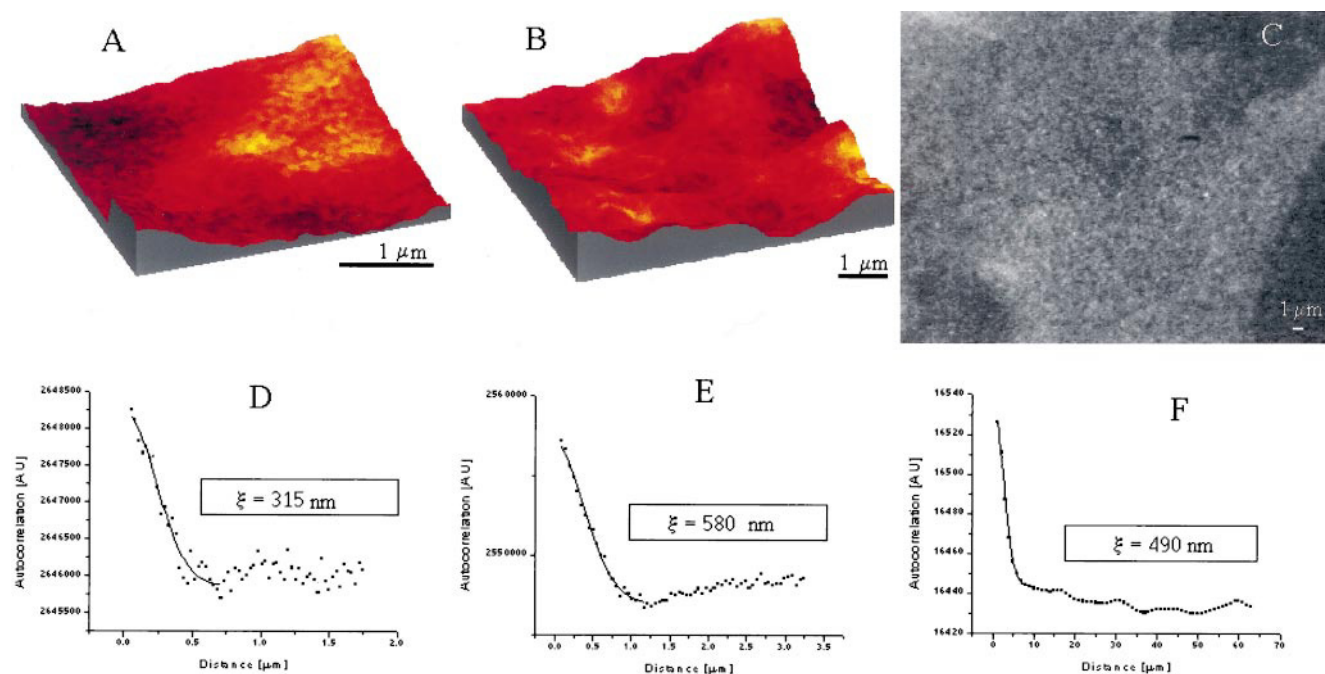 A
B
C
1 μm
1 μm
1 μm
D
E
F
2648500
2648000
2647500
2647000
2646500
2646000
2645500
Autocorrelation [AU]
ξ = 315 nm
0.0 0.5 1.0 1.5 2.0
Distance [μm]
2560000
2550000
Autocorrelation [AU]
ξ = 580 nm
0.0 0.5 1.0 1.5 2.0 2.5 3.0 3.5
Distance [μm]
16540
16520
16500
16480
16460
16440
16420
Autocorrelation [AU]
ξ = 490 nm
0 10 20 30 40 50 60 70
Distance [μm]